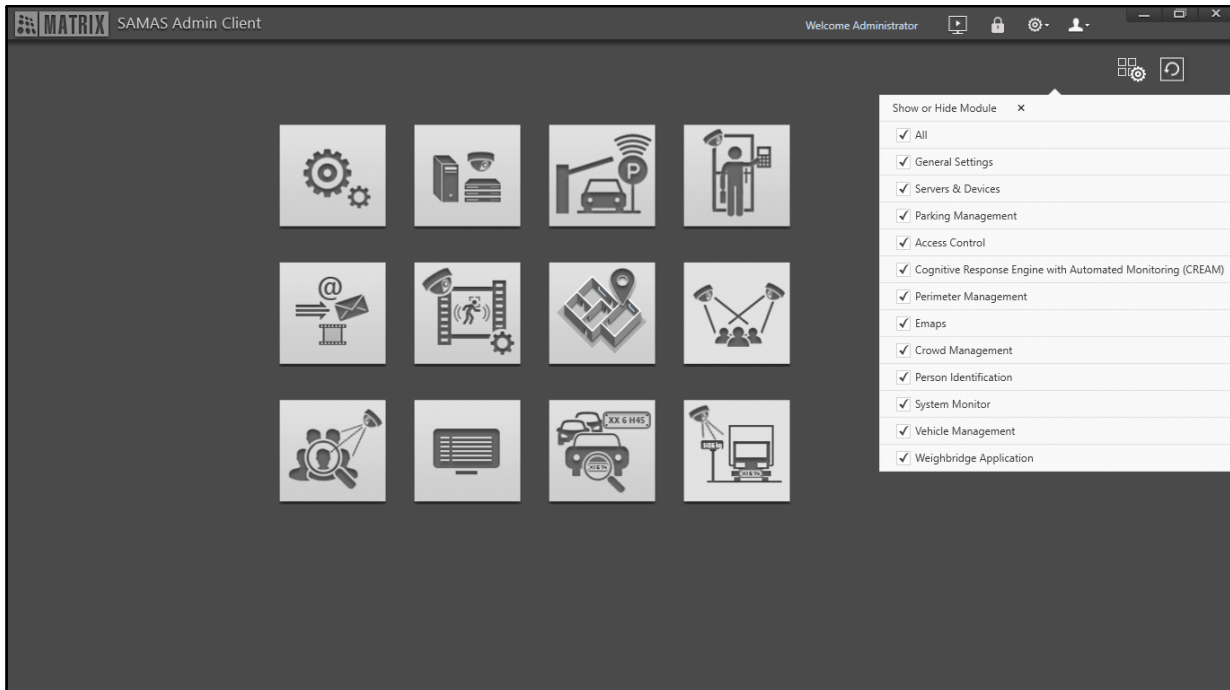 MATRIX SAMAS Admin Client
Welcome Administrator
Show or Hide Module
All
General Settings
Servers & Devices
Parking Management
Access Control
Cognitive Response Engine with Automated Monitoring (CREAM)
Perimeter Management
Emaps
Crowd Management
Person Identification
System Monitor
Vehicle Management
Weighbridge Application
P
@
XX 6 H45